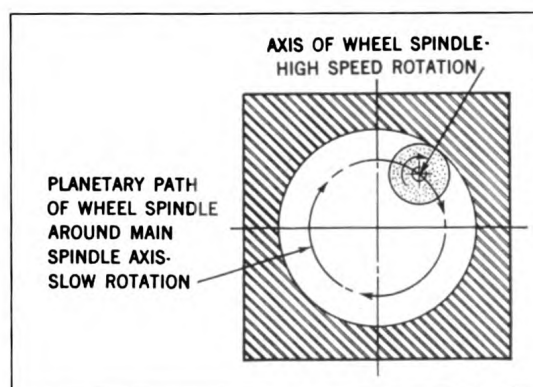 AXIS OF WHEEL SPINDLE-
HIGH SPEED ROTATION
PLANETARY PATH
OF WHEEL SPINDLE
AROUND MAIN
SPINDLE AXIS-
SLOW ROTATION